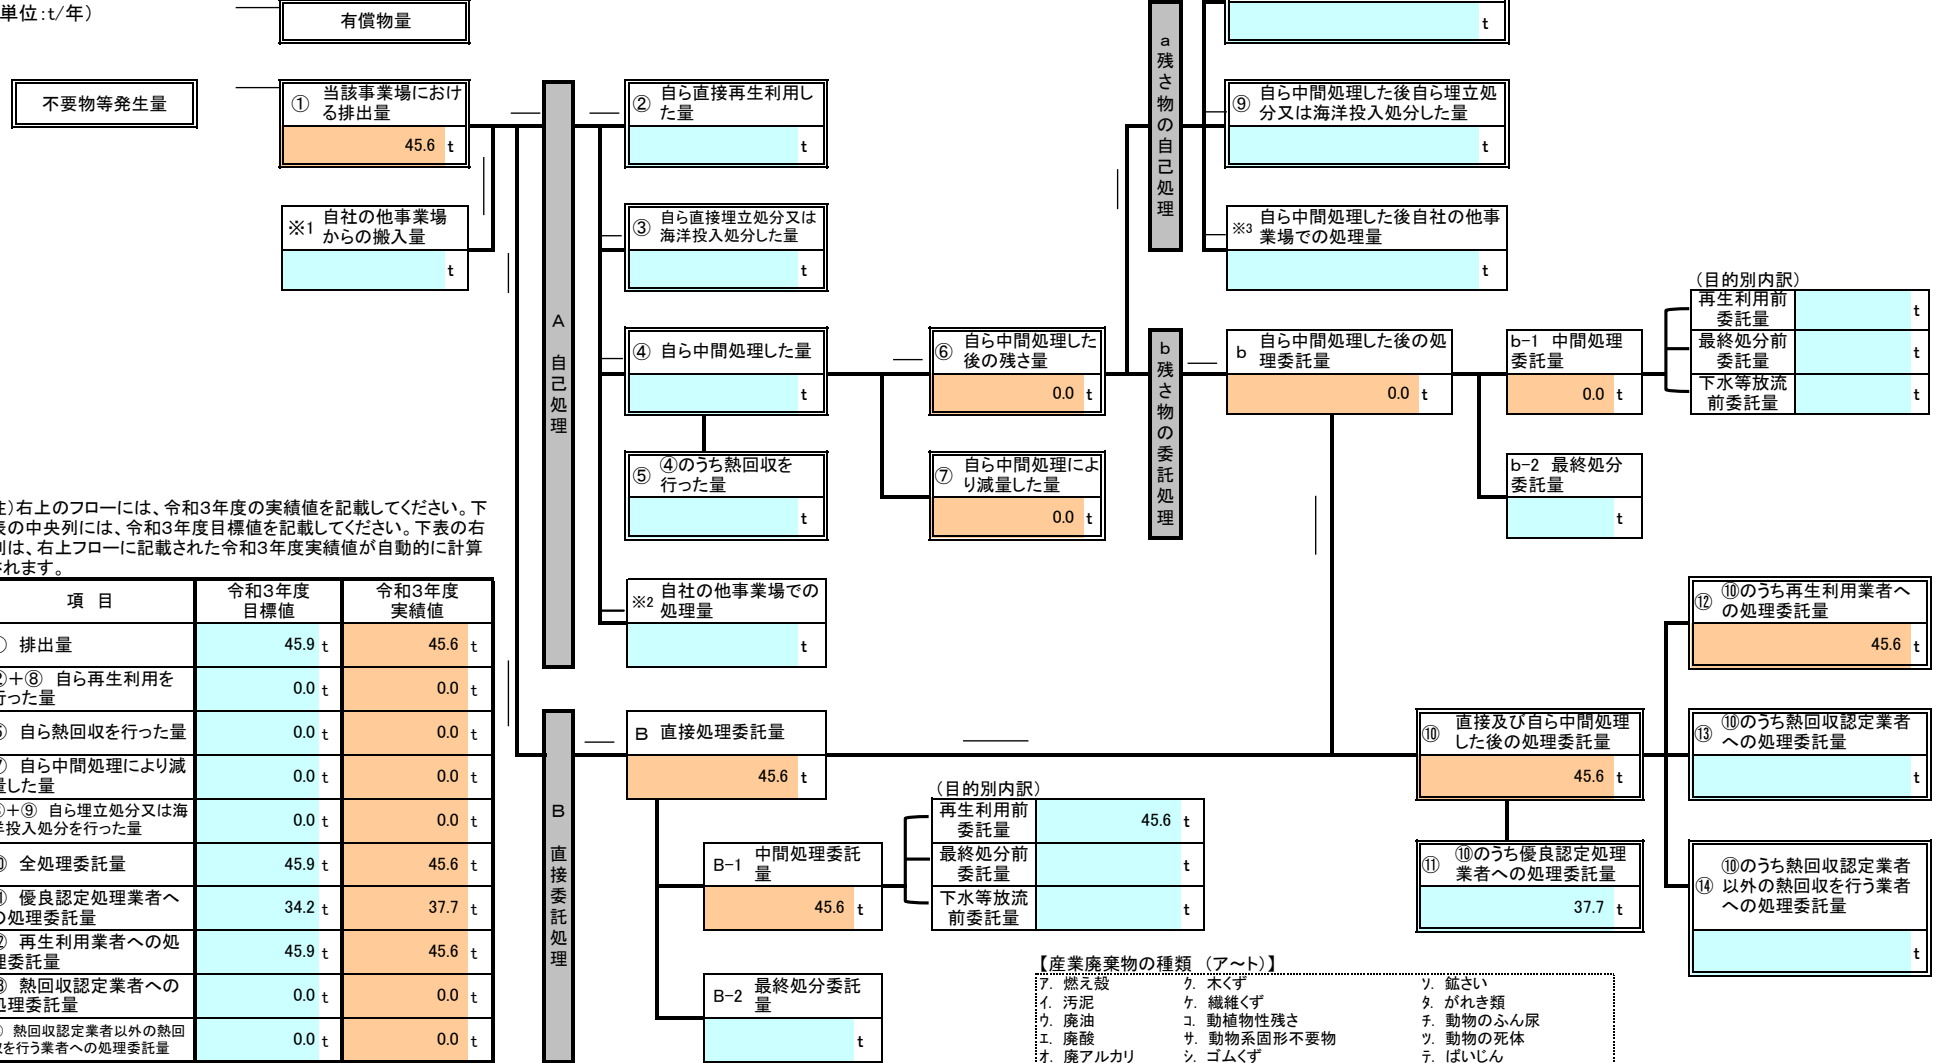 単位:t/年）
有償物量
t
不要物等発生量
① 当該事業場におけ
る排出量
45.6 t
※1 自社の他事業場
からの搬入量
t
A 自己処理
② 自ら直接再生利用し
た量
t
③ 自ら直接埋立処分又は
海洋投入処分した量
t
④ 自ら中間処理した量
t
⑤ ④のうち熱回収を
行った量
t
※2 自社の他事業場での
処理量
t
⑥ 自ら中間処理した
後の残さ量
0.0 t
⑦ 自ら中間処理によ
り減量した量
0.0 t
a残さ物の自己処理
⑨ 自ら中間処理した後自ら埋立処
分又は海洋投入処分した量
t
※3 自ら中間処理した後自社の他事
業場での処理量
t
b残さ物の委託処理
b 自ら中間処理した後の処
理委託量
0.0 t
b-1 中間処理
委託量
0.0 t
b-2 最終処分
委託量
t
（目的別内訳）
再生利用前
委託量
t
最終処分前
委託量
t
下水等放流
前委託量
t
)右上のフローには、令和3年度の実績値を記載してください。下
の中央列には、令和3年度目標値を記載してください。下表の右
は、右上フローに記載された令和3年度実績値が自動的に計算
れます。
項 目
令和3年度
目標値
令和3年度
実績値
排出量
45.9 t
45.6 t
+⑧ 自ら再生利用を
った量
0.0 t
0.0 t
自ら熱回収を行った量
0.0 t
0.0 t
自ら中間処理により減
した量
0.0 t
0.0 t
+⑨ 自ら埋立処分又は海
投入処分を行った量
0.0 t
0.0 t
全処理委託量
45.9 t
45.6 t
優良認定処理業者へ
処理委託量
34.2 t
37.7 t
再生利用業者への処
委託量
45.9 t
45.6 t
熱回収認定業者への
処理委託量
0.0 t
0.0 t
熱回収認定業者以外の熱回
を行う業者への処理委託量
0.0 t
0.0 t
B 直接委託処理
B 直接処理委託量
45.6 t
B-1 中間処理委託
量
45.6 t
B-2 最終処分委託
量
t
（目的別内訳）
再生利用前
委託量
45.6 t
最終処分前
委託量
t
下水等放流
前委託量
t
⑩ 直接及び自ら中間処理
した後の処理委託量
45.6 t
⑪ ⑩のうち優良認定処理
業者への処理委託量
37.7 t
⑫ ⑩のうち再生利用業者へ
の処理委託量
45.6 t
⑬ ⑩のうち熱回収認定業者
への処理委託量
t
⑭ ⑩のうち熱回収認定業者
以外の熱回収を行う業者
への処理委託量
t
【産業廃棄物の種類 （ア～ト）】
ｱ. 燃え殻 ｸ. 木くず ｿ. 鉱さい
ｲ. 汚泥 ｹ. 繊維くず ﾀ. がれき類
ｳ. 廃油 ｺ. 動植物性残さ ﾁ. 動物のふん尿
ｴ. 廃酸 ｻ. 動物系固形不要物 ﾂ. 動物の死体
ｵ. 廃アルカリ ｼ. ゴムくず ﾃ. ばいじん